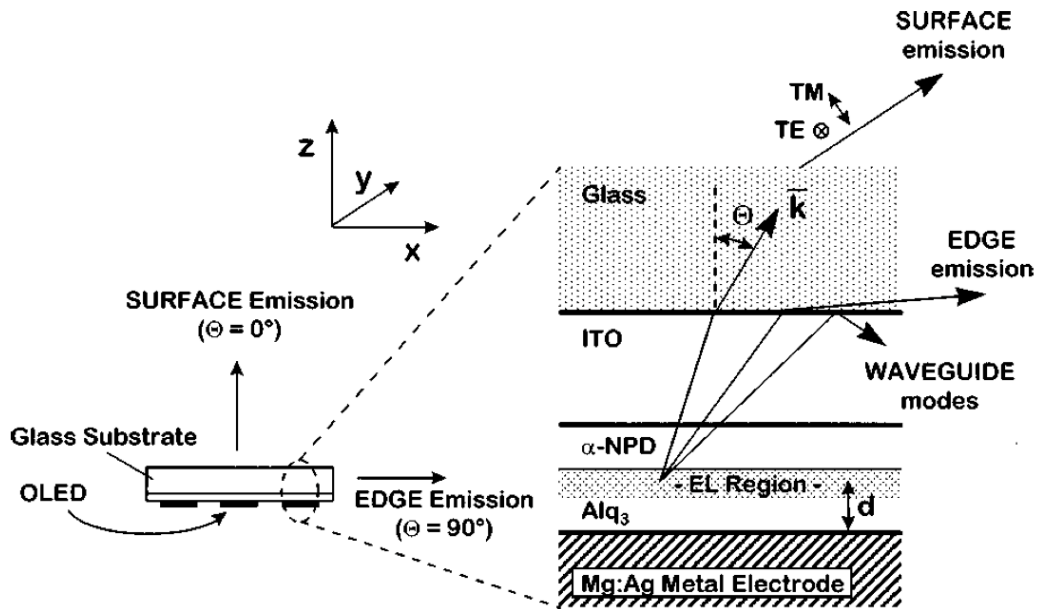 SURFACE
emission
TM
TE ⊗
z
y
x
Glass
Θ
k̄
EDGE
emission
SURFACE Emission
(Θ = 0°)
ITO
WAVEGUIDE
modes
α-NPD
Glass Substrate
- EL Region -
OLED
EDGE Emission
(Θ = 90°)
Alq₃
d
Mg:Ag Metal Electrode